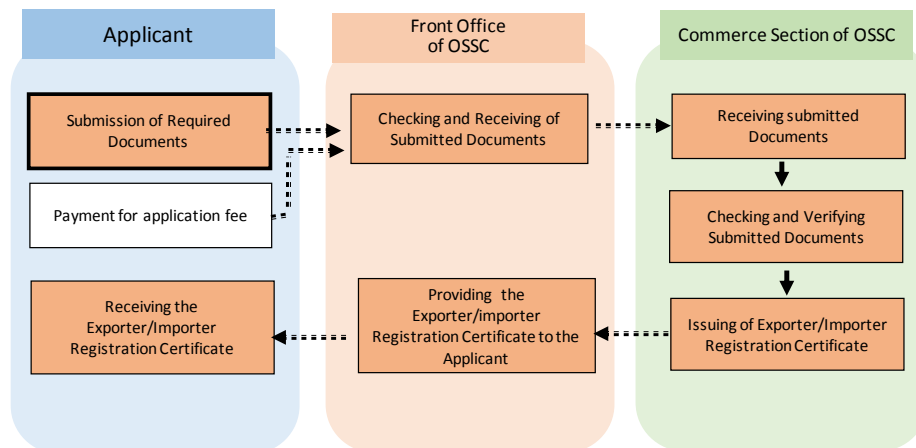 Applicant
Front Office
of OSSC
Commerce Section of OSSC
Submission of Required
Documents
Checking and Receiving of
Submitted Documents
Receiving submitted
Documents
Payment for application fee
Checking and Verifying
Submitted Documents
Receiving the
Exporter/Importer
Registration Certificate
Providing the
Exporter/importer
Registration Certificate to the
Applicant
Issuing of Exporter/Importer
Registration Certificate